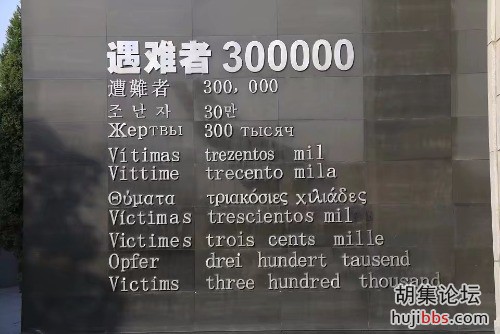 遇难者 300000
遭難者 300,000
조난자 30만
Жертвы 300 тысяч
Vítimas trezentos mil
Vittime trecento mila
Θύματα τριακόσιες χιλιάδες
Víctimas trescientos mil
Victimes trois cents mille
Opfer drei hundert tausend
Victims three hundred thousand
胡集论坛
hujibbs.com